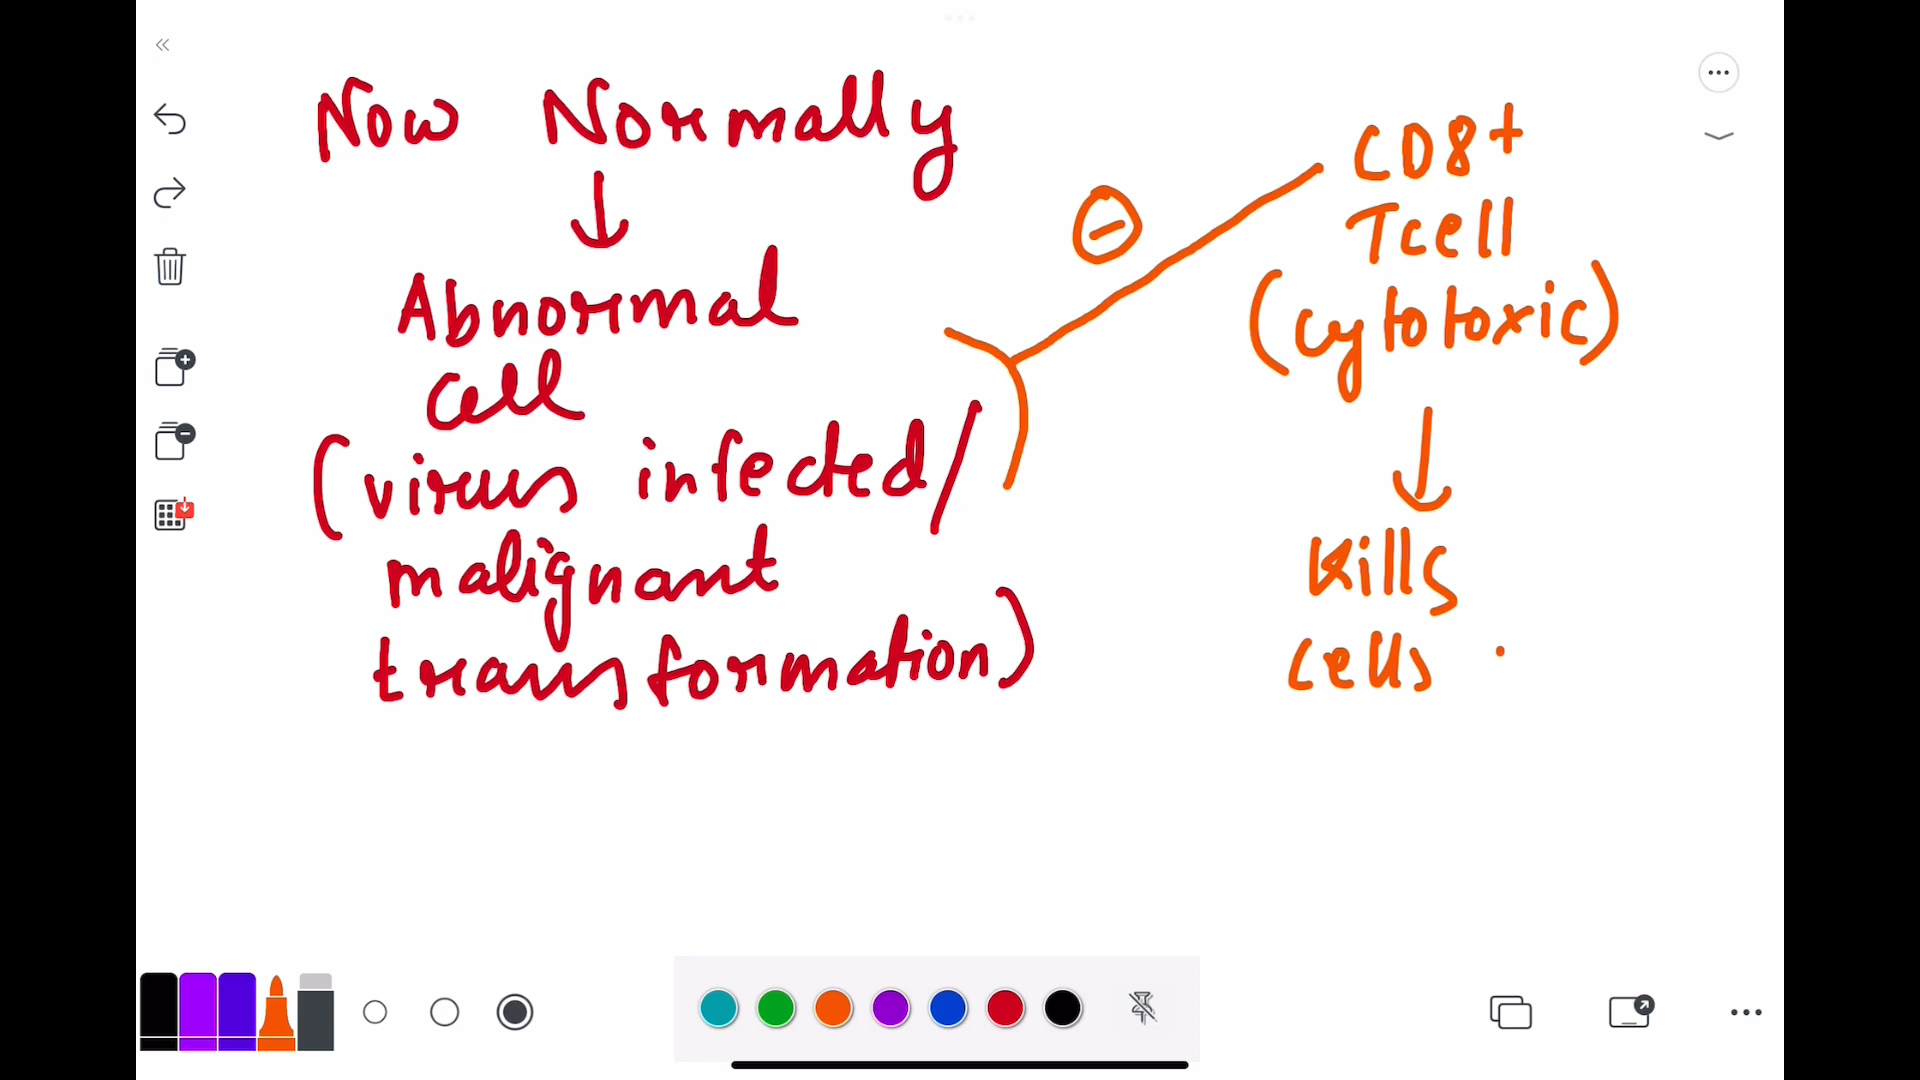 Now Normally
↓
Abnormal
cell
(virus infected/
malignant
transformation)
⊖
CD8+
Tcell
(cytotoxic)
↓
Kills
cells .